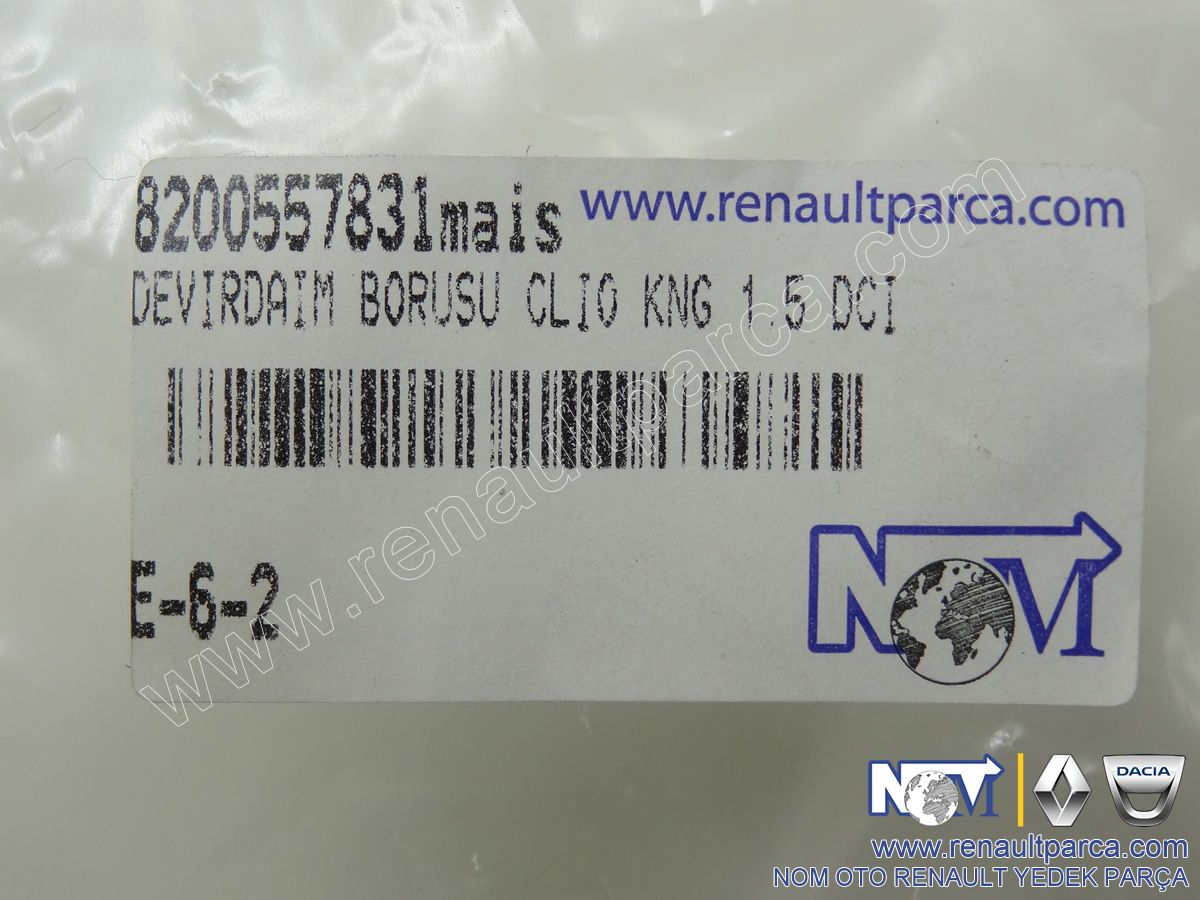 8200557831mais
www.renaultparca.com
DEVIRDAIM BORUSU CLIO KNG 1.5 DCI
www.renaultparca.com
E-6-2
NOM
NOM
DACIA
www.renaultparca.com
NOM OTO RENAULT YEDEK PARÇA